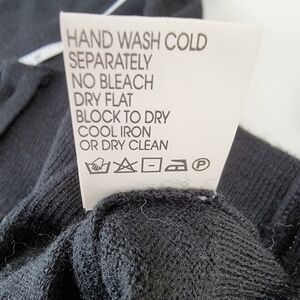 HAND WASH COLD
SEPARATELY
NO BLEACH
DRY FLAT
BLOCK TO DRY
COOL IRON
OR DRY CLEAN
P